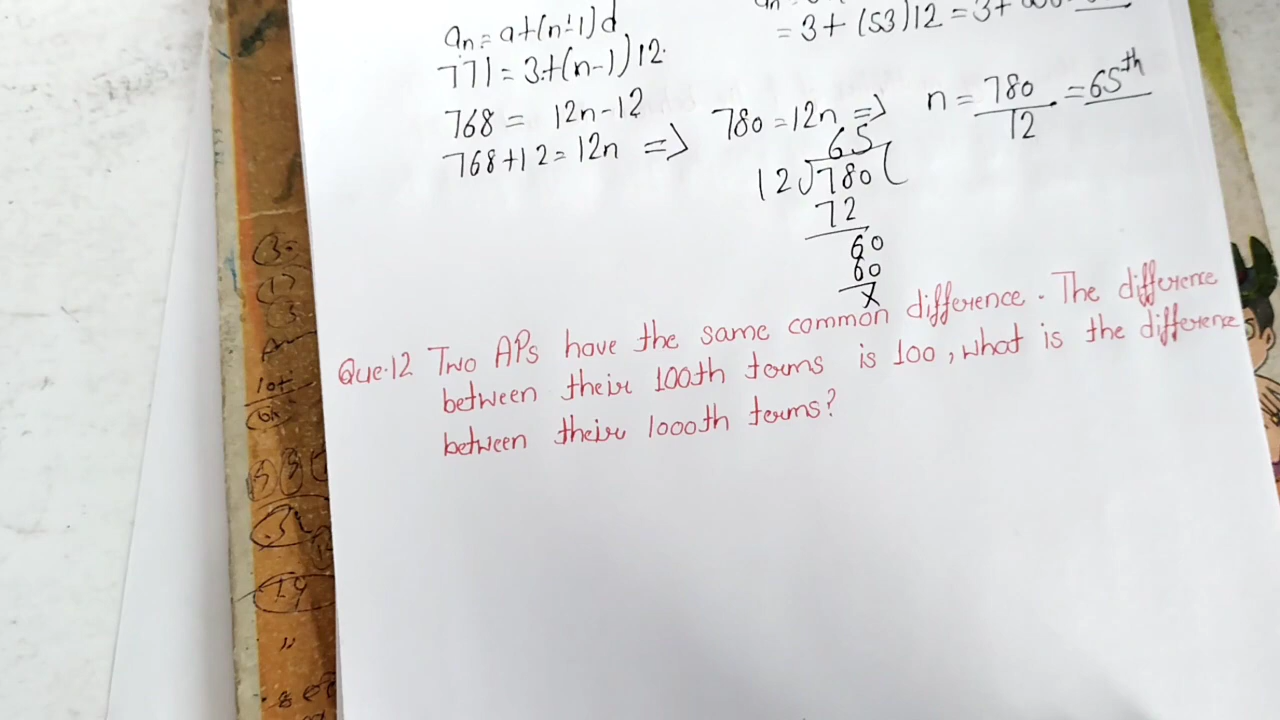 aₙ = a+(n-1)d
= 3+(53)12 = 3+
771 = 3+(n-1)12
768 = 12n-12
768+12 = 12n => 780 = 12n => n = 780/12 = 65th
65
12)780(
72
60
60
x
Que.12 Two APs have the same common difference. The difference
between their 100th terms is 100, what is the difference
between their 1000th terms?